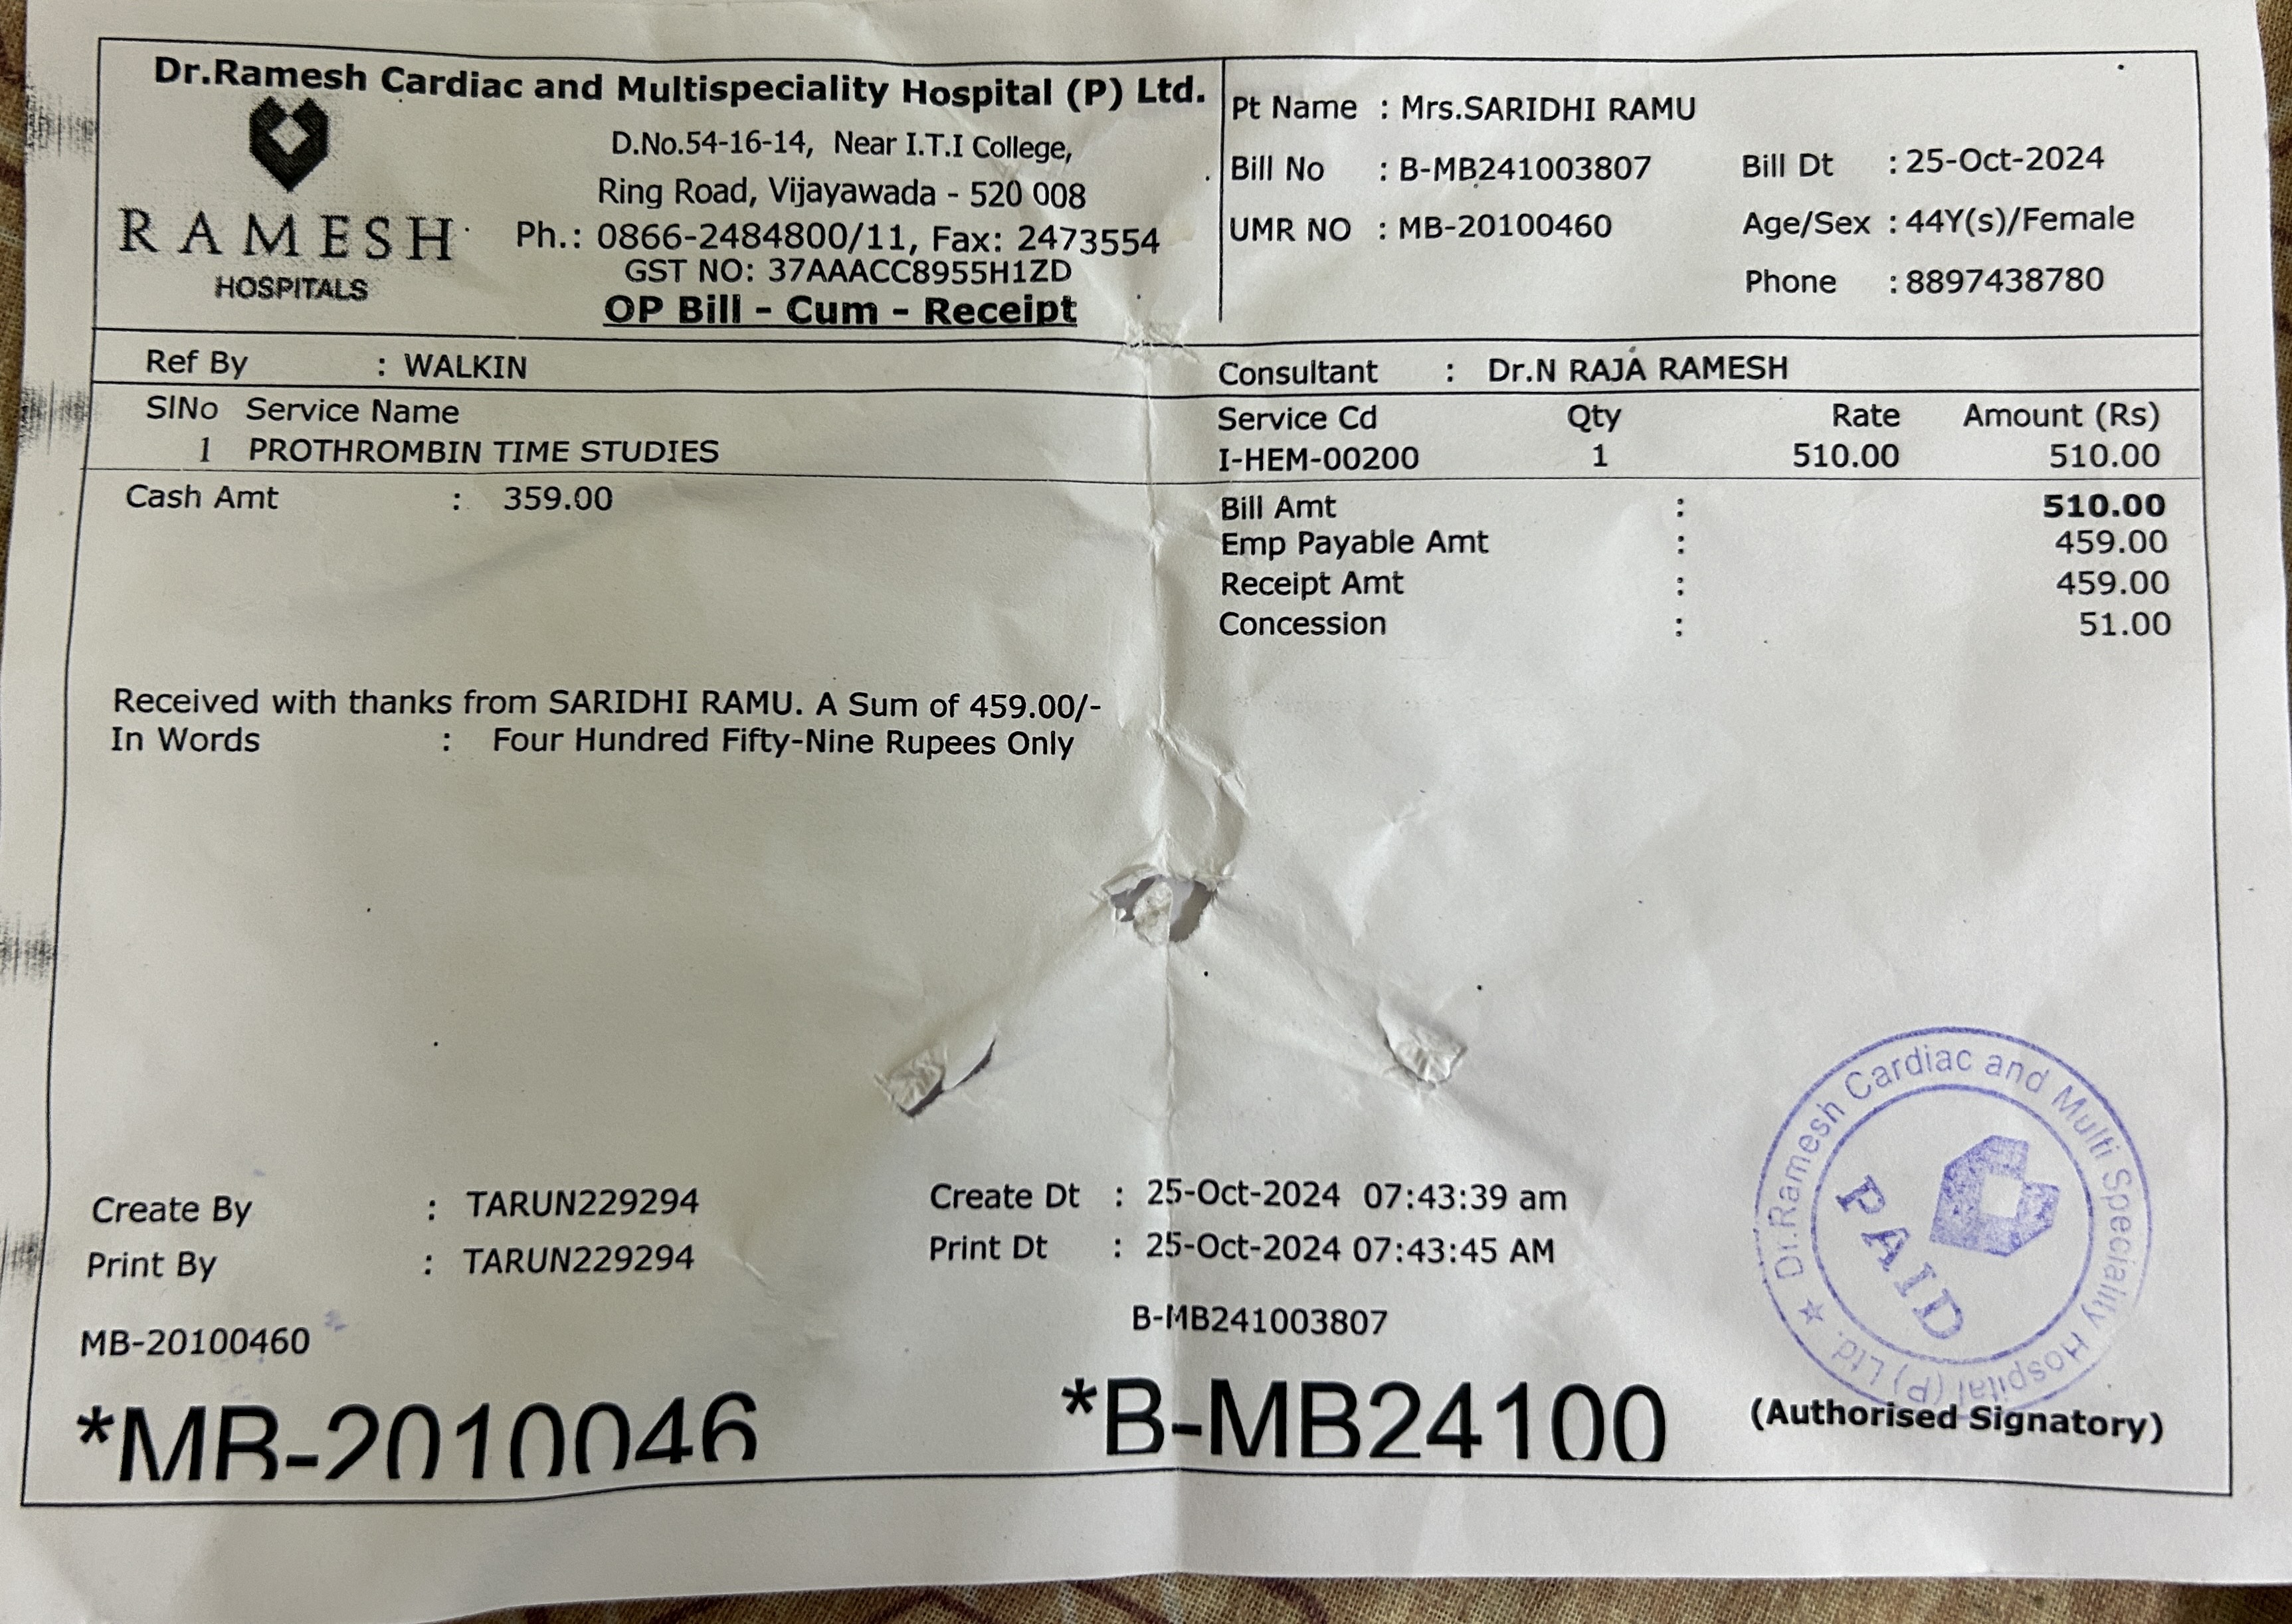 Dr.Ramesh Cardiac and Multispeciality Hospital (P) Ltd.
RAMESH
HOSPITALS
D.No.54-16-14, Near I.T.I College,
Ring Road, Vijayawada - 520 008
Ph.: 0866-2484800/11, Fax: 2473554
GST NO: 37AAACC8955H1ZD
OP Bill - Cum - Receipt
Pt Name : Mrs.SARIDHI RAMU
Bill No : B-MB241003807 Bill Dt : 25-Oct-2024
UMR NO : MB-20100460 Age/Sex : 44Y(s)/Female
Phone : 8897438780
Ref By : WALKIN Consultant : Dr.N RAJA RAMESH
SlNo Service Name Service Cd Qty Rate Amount (Rs)
1 PROTHROMBIN TIME STUDIES I-HEM-00200 1 510.00 510.00
Cash Amt : 359.00 Bill Amt : 510.00
Emp Payable Amt : 459.00
Receipt Amt : 459.00
Concession : 51.00
Received with thanks from SARIDHI RAMU. A Sum of 459.00/-
In Words : Four Hundred Fifty-Nine Rupees Only
Create By : TARUN229294 Create Dt : 25-Oct-2024 07:43:39 am
Print By : TARUN229294 Print Dt : 25-Oct-2024 07:43:45 AM
MB-20100460 B-MB241003807
*MB-2010046 *B-MB24100
Dr.Ramesh Cardiac and Multi Speciality Hospital (P) Ltd. ★
PAID
(Authorised Signatory)